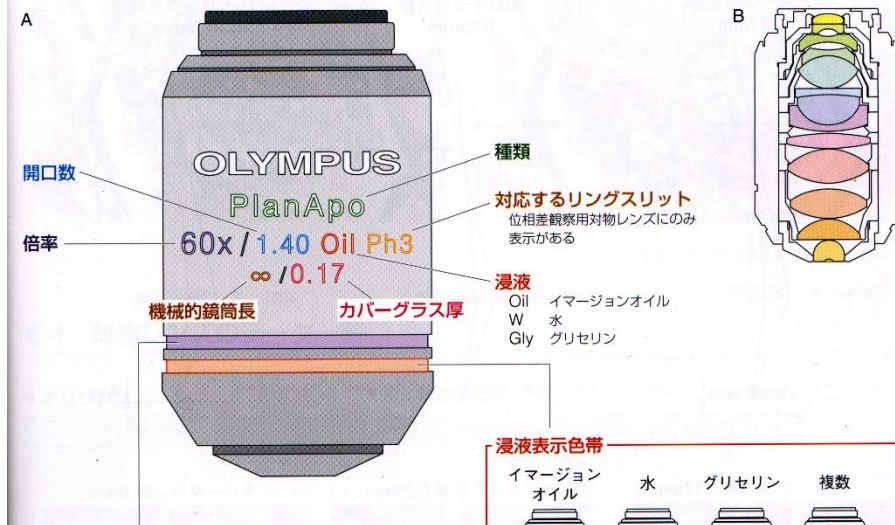 A
B
OLYMPUS
PlanApo
60x / 1.40 Oil Ph3
∞ / 0.17
開口数
倍率
機械的鏡筒長
カバーグラス厚
種類
対応するリングスリット
位相差観察用対物レンズにのみ
表示がある
浸液
Oil イマージョンオイル
W 水
Gly グリセリン
浸液表示色帯
イマージョン
オイル
水
グリセリン
複数